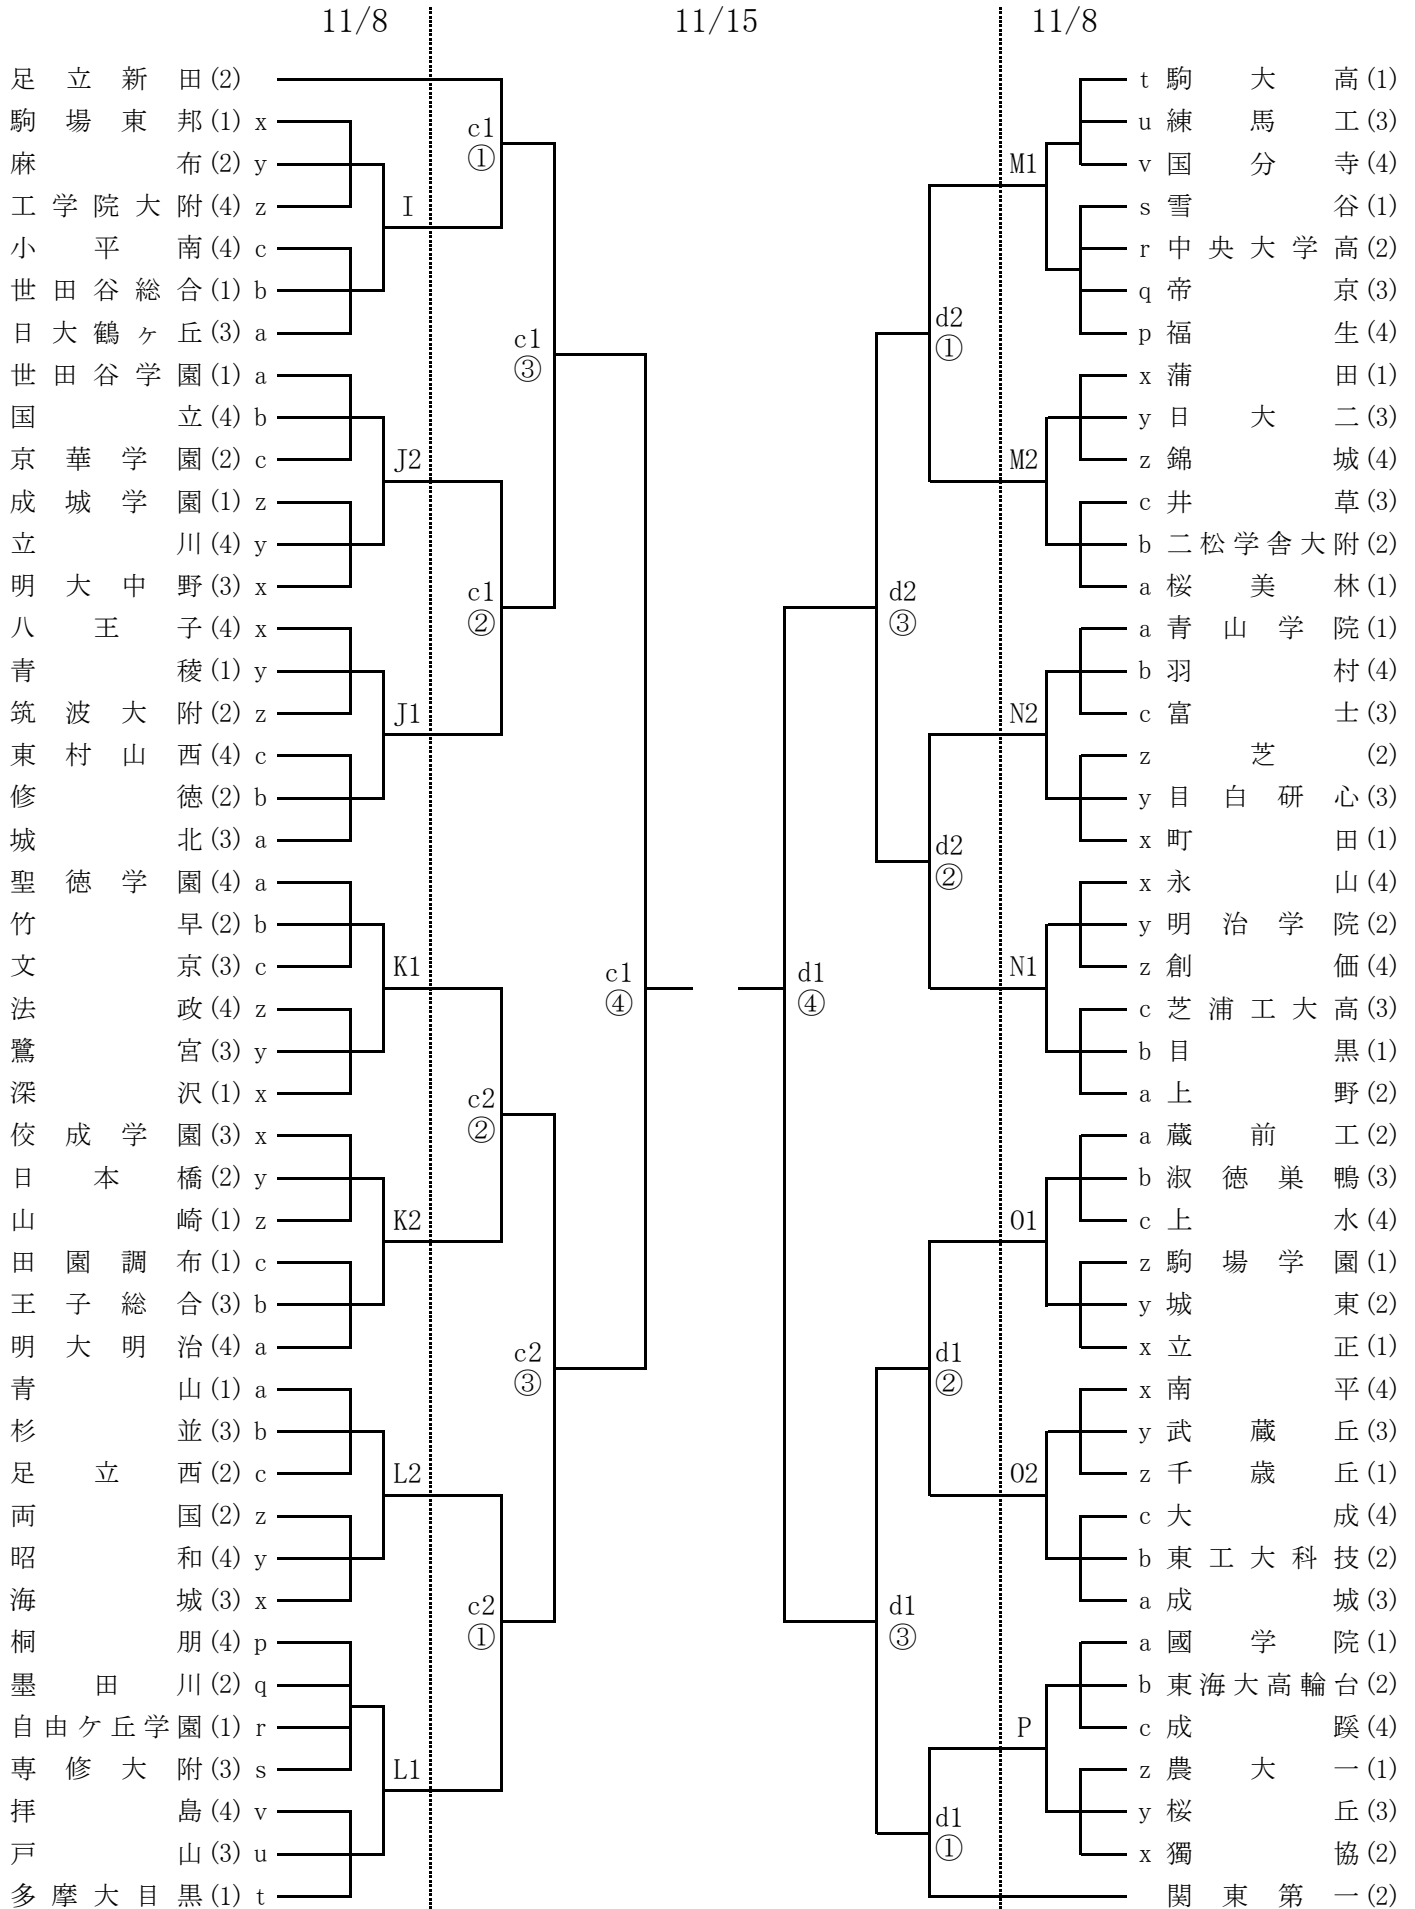 11/8 11/15 11/8
足立新田(2)
駒場東邦(1) x
麻布(2) y
工学院大附(4) z
小平南(4) c
世田谷総合(1) b
日大鶴ヶ丘(3) a
世田谷学園(1) a
国立(4) b
京華学園(2) c
成城学園(1) z
立川(4) y
明大中野(3) x
八王子(4) x
青稜(1) y
筑波大附(2) z
東村山西(4) c
修徳(2) b
城北(3) a
聖徳学園(4) a
竹早(2) b
文京(3) c
法政(4) z
鷺宮(3) y
深沢(1) x
佼成学園(3) x
日本橋(2) y
山崎(1) z
田園調布(1) c
王子総合(3) b
明大明治(4) a
青山(1) a
杉並(3) b
足立西(2) c
両国(2) z
昭和(4) y
海城(3) x
桐朋(4) p
墨田川(2) q
自由ケ丘学園(1) r
専修大附(3) s
拝島(4) v
戸山(3) u
多摩大目黒(1) t
I
J2
J1
K1
K2
L2
L1
c1
①
c1
②
c2
②
c2
①
c1
③
c2
③
c1
④
d1
④
d2
③
d1
③
d2
①
d2
②
d1
②
d1
①
M1
M2
N2
N1
O1
O2
P
t 駒大高(1)
u 練馬工(3)
v 国分寺(4)
s 雪谷(1)
r 中央大学高(2)
q 帝京(3)
p 福生(4)
x 蒲田(1)
y 日大二(3)
z 錦城(4)
c 井草(3)
b 二松学舎大附(2)
a 桜美林(1)
a 青山学院(1)
b 羽村(4)
c 富士(3)
z 芝(2)
y 目白研心(3)
x 町田(1)
x 永山(4)
y 明治学院(2)
z 創価(4)
c 芝浦工大高(3)
b 目黒(1)
a 上野(2)
a 蔵前工(2)
b 淑徳巣鴨(3)
c 上水(4)
z 駒場学園(1)
y 城東(2)
x 立正(1)
x 南平(4)
y 武蔵丘(3)
z 千歳丘(1)
c 大成(4)
b 東工大科技(2)
a 成城(3)
a 國学院(1)
b 東海大高輪台(2)
c 成蹊(4)
z 農大一(1)
y 桜丘(3)
x 獨協(2)
関東第一(2)